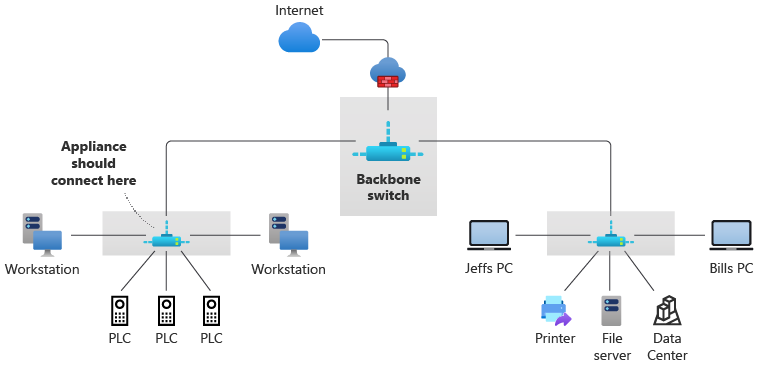 Internet
Appliance
should
connect here
Backbone
switch
Workstation
Workstation
Jeffs PC
Bills PC
PLC
PLC
PLC
Printer
File
server
Data
Center